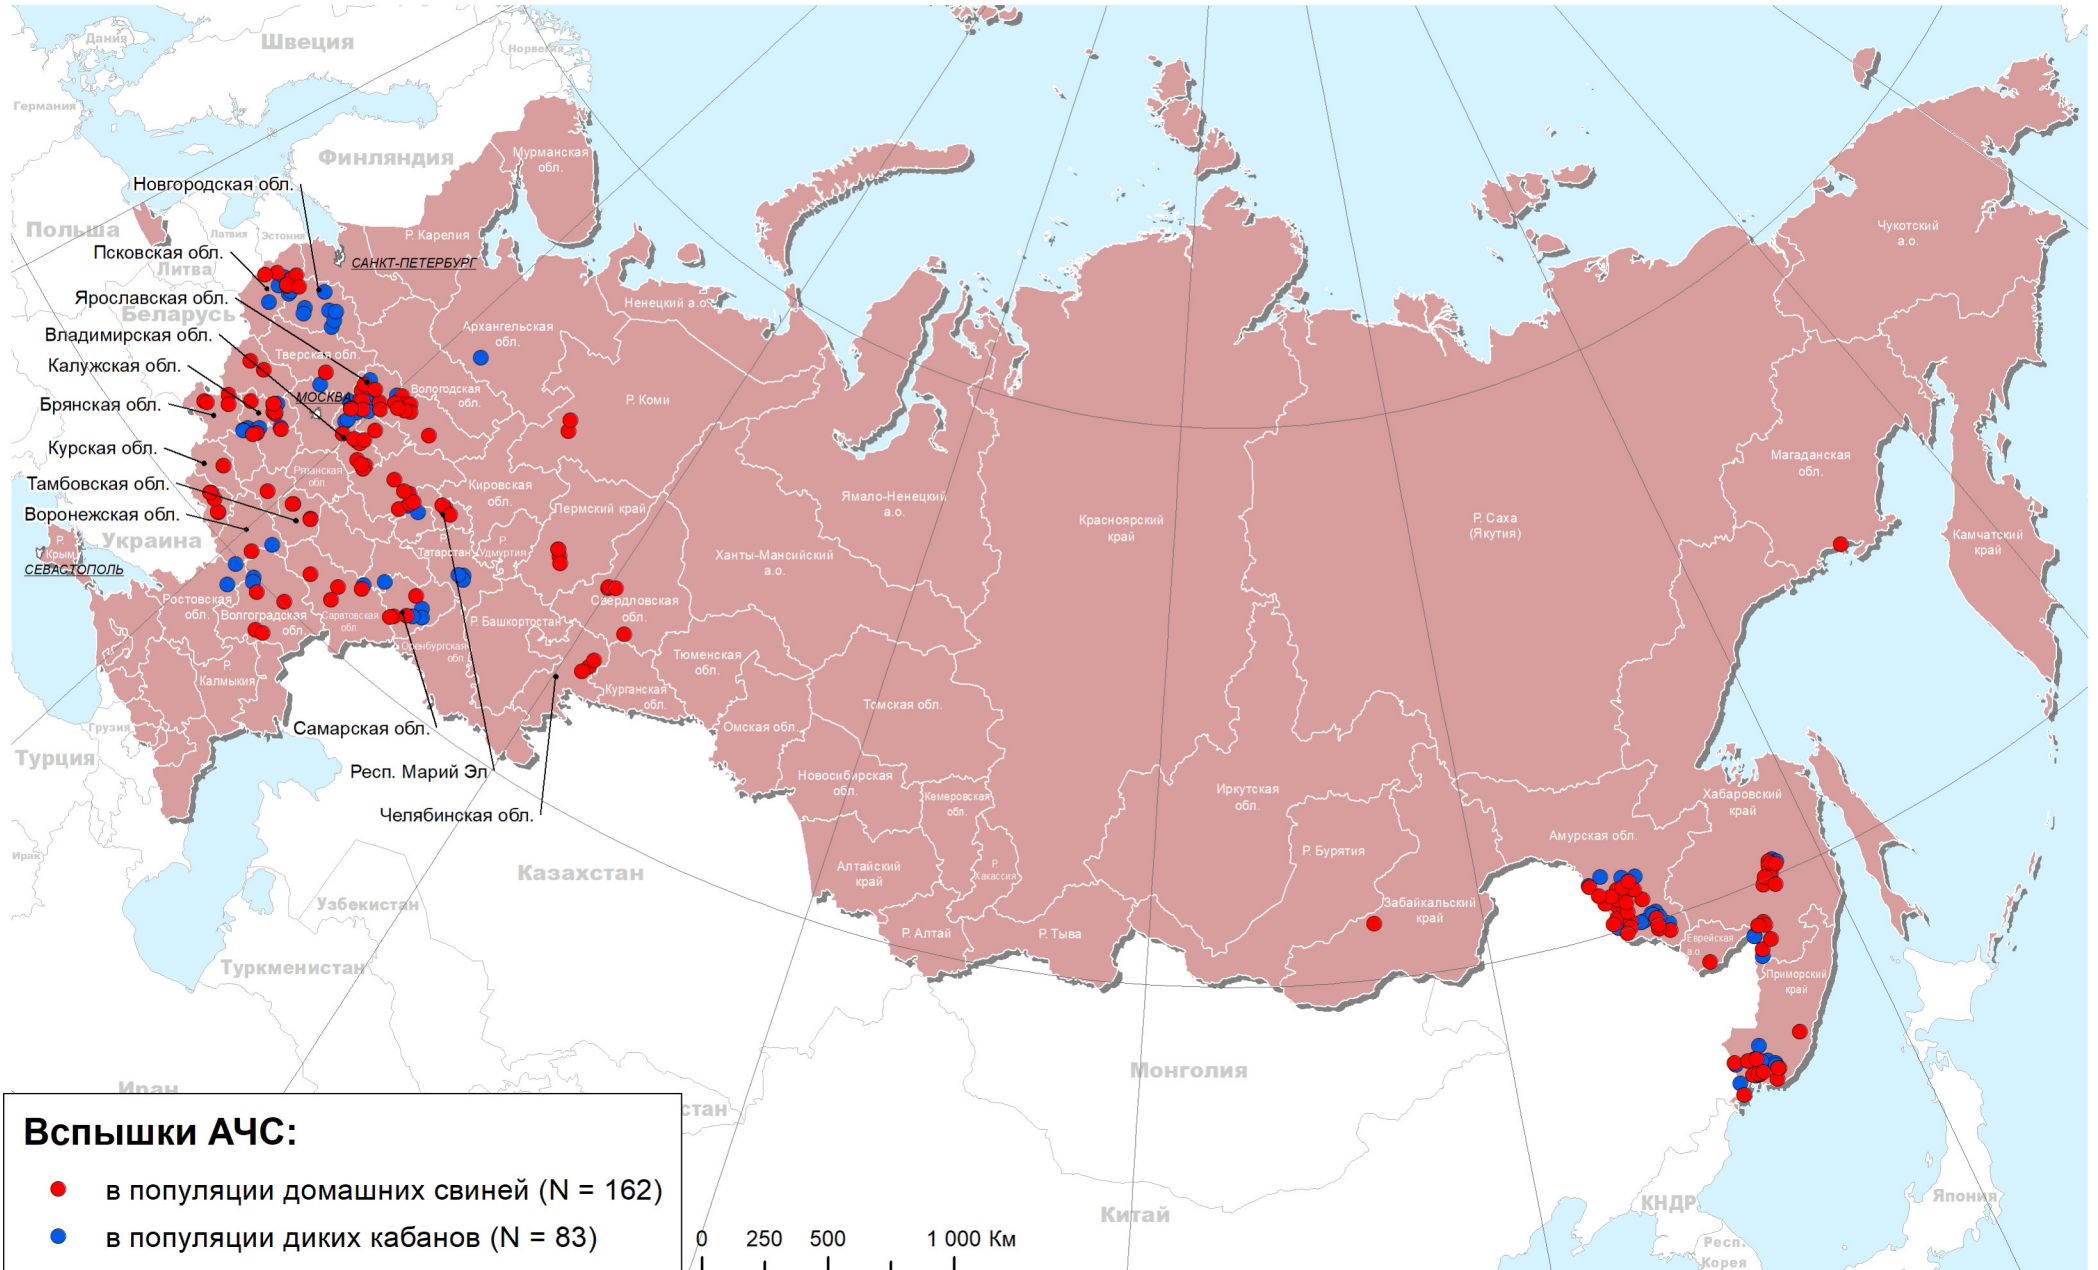 Дания
Швеция
Норвегия
Германия
Финляндия
Мурманская
обл.
Новгородская обл.
Польша
Латвия
Эстония
Р. Карелия
Чукотский
а.о.
Псковская обл.
Литва
САНКТ-ПЕТЕРБУРГ
Ярославская обл.
Беларусь
Ненецкий а.о.
Архангельская
обл.
Владимирская обл.
Тверская обл.
Калужская обл.
Вологодская
обл.
МОСКВА
Р. Коми
Брянская обл.
Курская обл.
Рязанская
обл.
Магаданская
обл.
Тамбовская обл.
Кировская
обл.
Ямало-Ненецкий
а.о.
Пермский край
Воронежская обл.
Красноярский
край
Р. Саха
(Якутия)
Камчатский
край
Украина
Р.
Крым
СЕВАСТОПОЛЬ
Р.
Татарстан
Р.
Удмуртия
Ханты-Мансийский
а.о.
Ростовская
обл.
Волгоградская
обл.
Саратовская
обл.
Р. Башкортостан
Свердловская
обл.
Оренбургская
обл.
Тюменская
обл.
Р.
Калмыкия
Курганская
обл.
Томская обл.
Омская обл.
Грузия
Самарская обл.
Турция
Респ. Марий Эл
Новосибирская
обл.
Кемеровская
обл.
Иркутская
обл.
Хабаровский
край
Челябинская обл.
Амурская обл.
Ирак
Казахстан
Алтайский
край
Р.
Хакассия
Р. Бурятия
Забайкальский
край
Узбекистан
Р. Алтай
Р. Тыва
Еврейская
а.о.
Туркменистан
Приморский
край
Монголия
Иран
стан
Вспышки АЧС:
в популяции домашних свиней (N = 162)
в популяции диких кабанов (N = 83)
0 250 500 1 000 Км
Китай
КНДР
Япония
Респ.
Корея